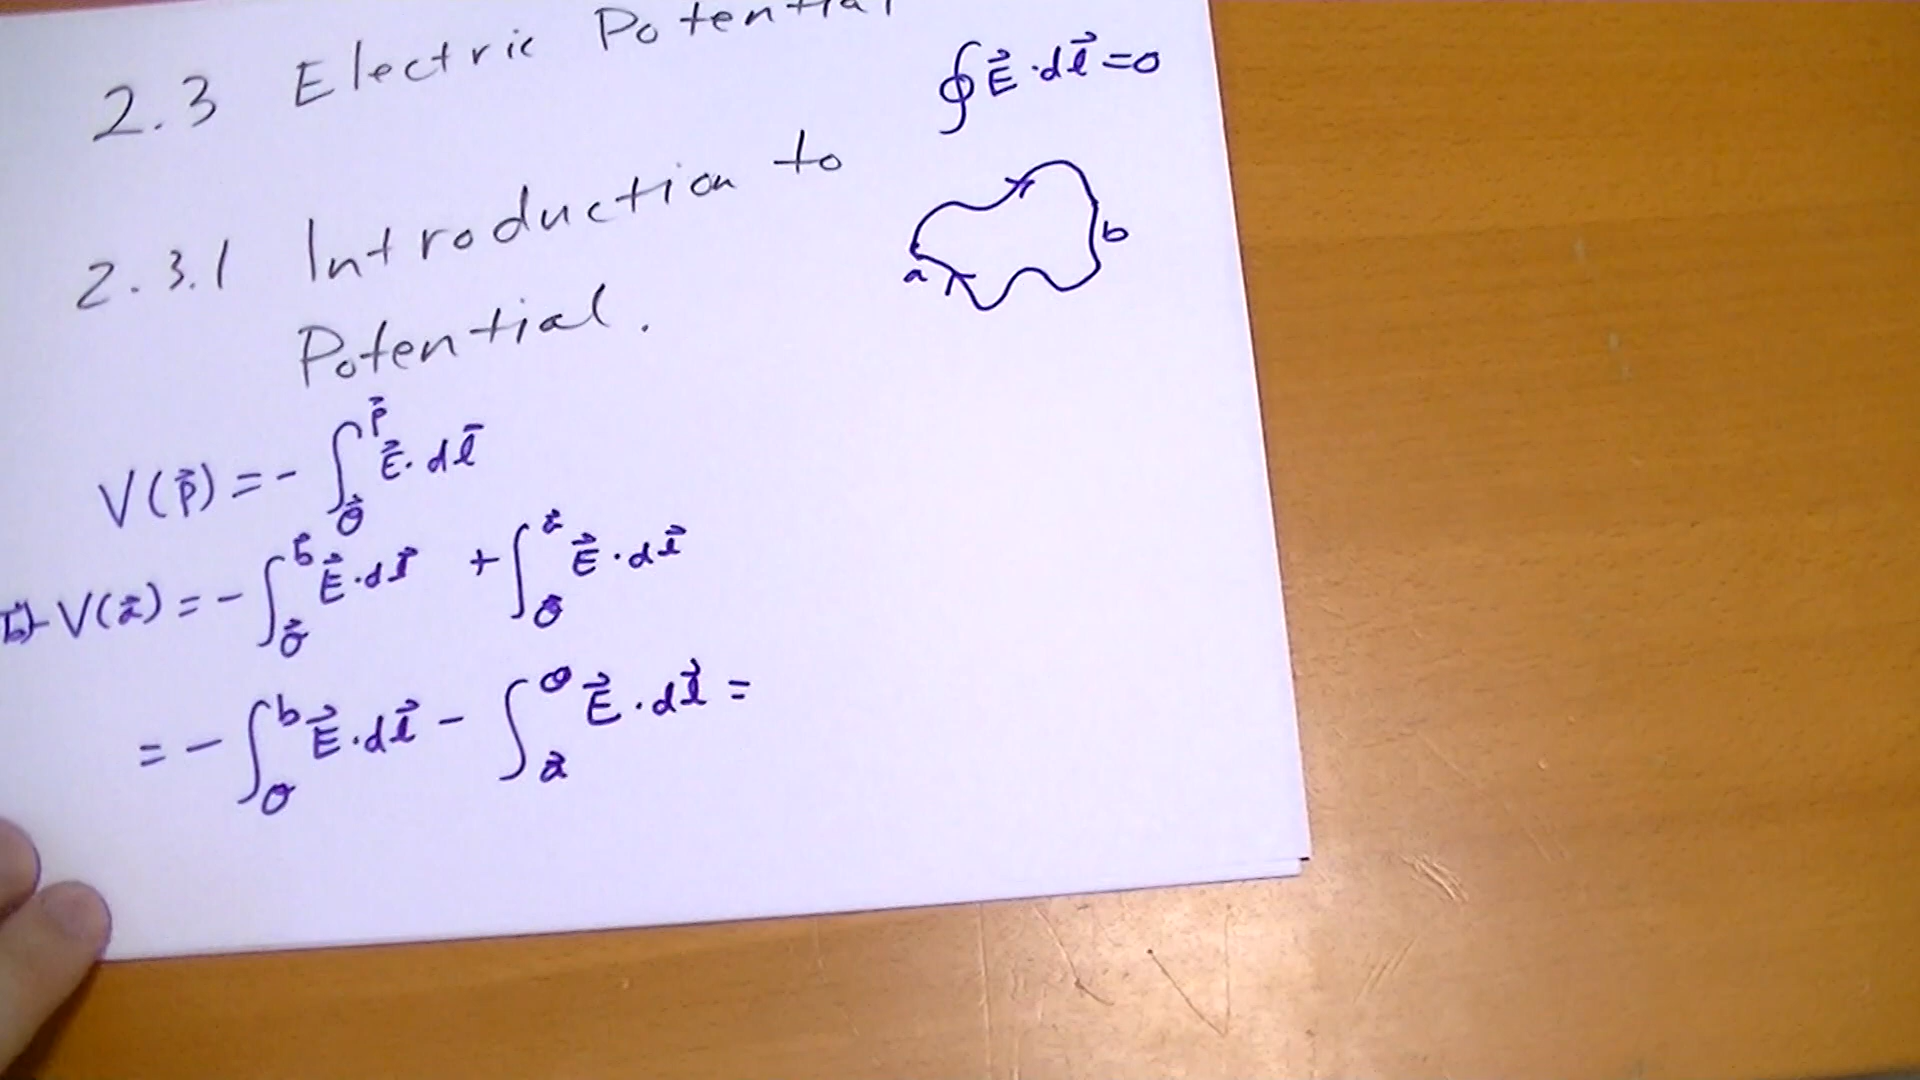 2.3 Electric Potential
∮E⃗·dl⃗=0
2.3.1 Introduction to
Potential.
a
b
V(p⃗) = - ∫_O⃗^p⃗ E⃗·dl⃗
b⃗)-V(a⃗) = - ∫_O⃗^b⃗ E⃗·dl⃗ + ∫_O⃗^a⃗ E⃗·dl⃗
= - ∫_O^b E⃗·dl⃗ - ∫_a⃗^O E⃗·dl⃗ =